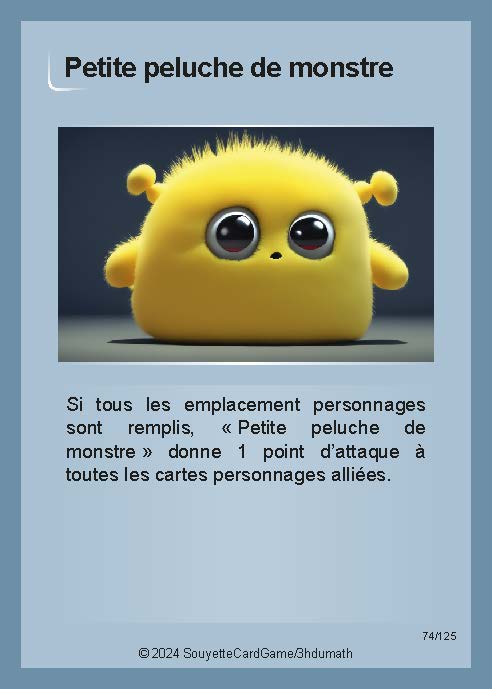 Petite peluche de monstre
Si tous les emplacement personnages
sont remplis, « Petite peluche de
monstre » donne 1 point d'attaque à
toutes les cartes personnages alliées.
74/125
© 2024 SouyetteCardGame/3hdumath